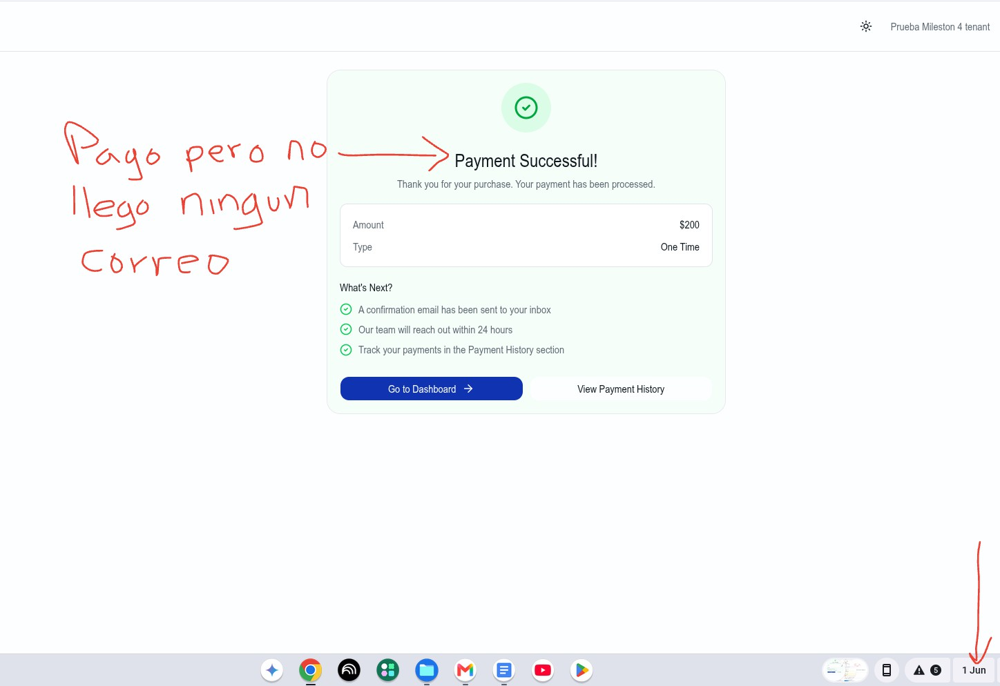 Prueba Mileston 4 tenant
Pago pero no
llego ningun
correo
Payment Successful!
Thank you for your purchase. Your payment has been processed.
Amount $200
Type One Time
What's Next?
A confirmation email has been sent to your inbox
Our team will reach out within 24 hours
Track your payments in the Payment History section
Go to Dashboard View Payment History
5 1 Jun